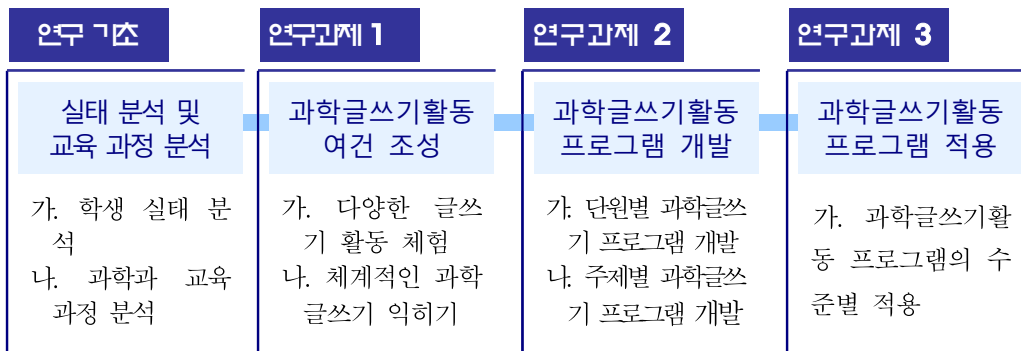 연구 기초
실태 분석 및
교육 과정 분석
가. 학생 실태 분
석
나. 과학과 교육
과정 분석
연구과제 1
과학글쓰기활동
여건 조성
가. 다양한 글쓰
기 활동 체험
나. 체계적인 과학
글쓰기 익히기
연구과제 2
과학글쓰기활동
프로그램 개발
가. 단원별 과학글쓰
기 프로그램 개발
나. 주제별 과학글쓰
기 프로그램 개발
연구과제 3
과학글쓰기활동
프로그램 적용
가. 과학글쓰기활
동 프로그램의 수
준별 적용